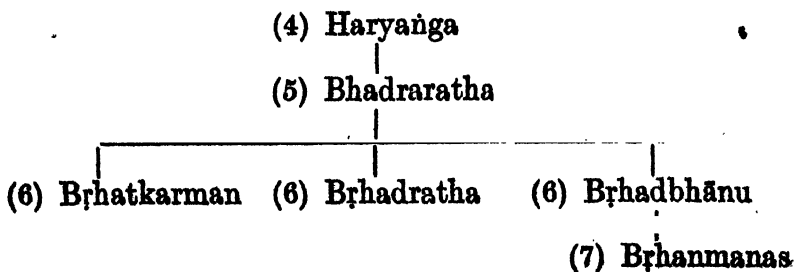 (4) Haryaṅga
(5) Bhadraratha
(6) Bṛhatkarman (6) Bṛhadratha (6) Bṛhadbhānu
(7) Bṛhanmanas